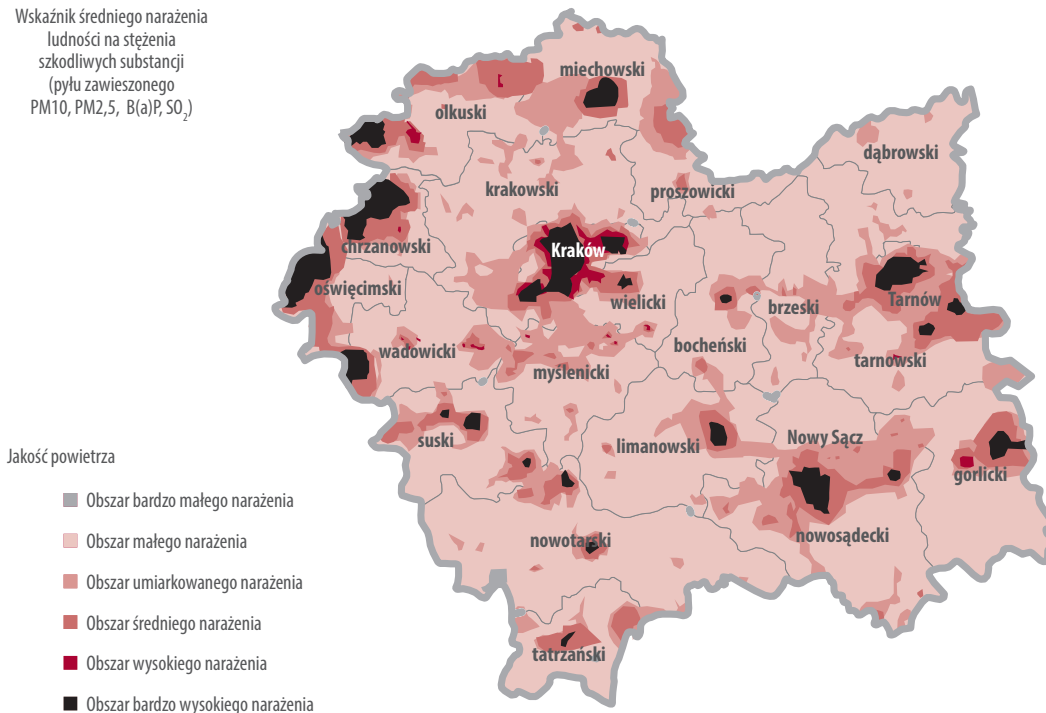 Wskaźnik średniego narażenia
ludności na stężenia
szkodliwych substancji
(pyłu zawieszonego
PM10, PM2,5, B(a)P, SO₂)
miechowski
olkuski
dąbrowski
krakowski
proszowicki
chrzanowski
Kraków
oświęcimski
wielicki
brzeski
Tarnów
wadowicki
bocheński
myślenicki
tarnowski
suski
limanowski
Nowy Sącz
gorlicki
nowotarski
nowosądecki
tatrzański
Jakość powietrza
Obszar bardzo małego narażenia
Obszar małego narażenia
Obszar umiarkowanego narażenia
Obszar średniego narażenia
Obszar wysokiego narażenia
Obszar bardzo wysokiego narażenia